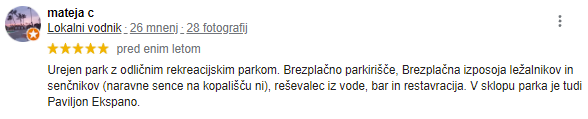 mateja c
Lokalni vodnik · 26 mnenj · 28 fotografij
pred enim letom
Urejen park z odličnim rekreacijskim parkom. Brezplačno parkirišče, Brezplačna izposoja ležalnikov in
senčnikov (naravne sence na kopališču ni), reševalec iz vode, bar in restavracija. V sklopu parka je tudi
Paviljon Ekspano.